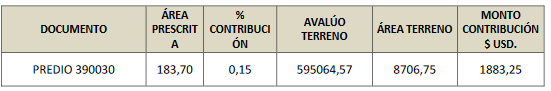 DOCUMENTO
ÁREA
PRESCRIT
A
%
CONTRIBUCI
ÓN
AVALÚO
TERRENO
ÁREA TERRENO
MONTO
CONTRIBUCIÓN
$ USD.
PREDIO 390030
183,70
0,15
595064,57
8706,75
1883,25